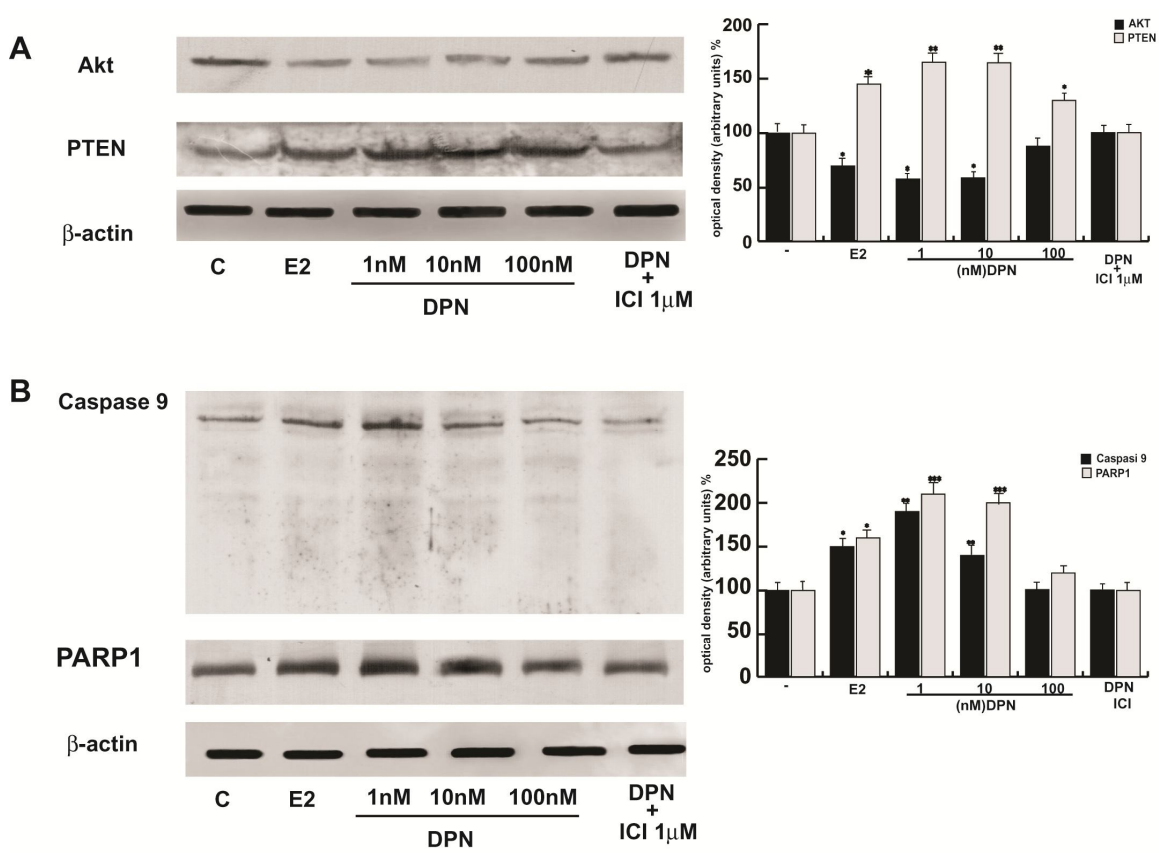 A
Akt
PTEN
β-actin
C E2 1nM 10nM 100nM DPN
+
ICI 1μM
DPN
200
150
100
50
0
optical density (arbitrary units) %
AKT
PTEN
* * * ** * ** *
- E2 1 10 100 DPN
+
ICI 1μM
(nM)DPN
B
Caspase 9
PARP1
β-actin
C E2 1nM 10nM 100nM DPN
+
ICI 1μM
DPN
250
200
150
100
50
0
optical density (arbitrary units) %
Caspasi 9
PARP1
* * ** *** ** ***
- E2 1 10 100 DPN
ICI
(nM)DPN